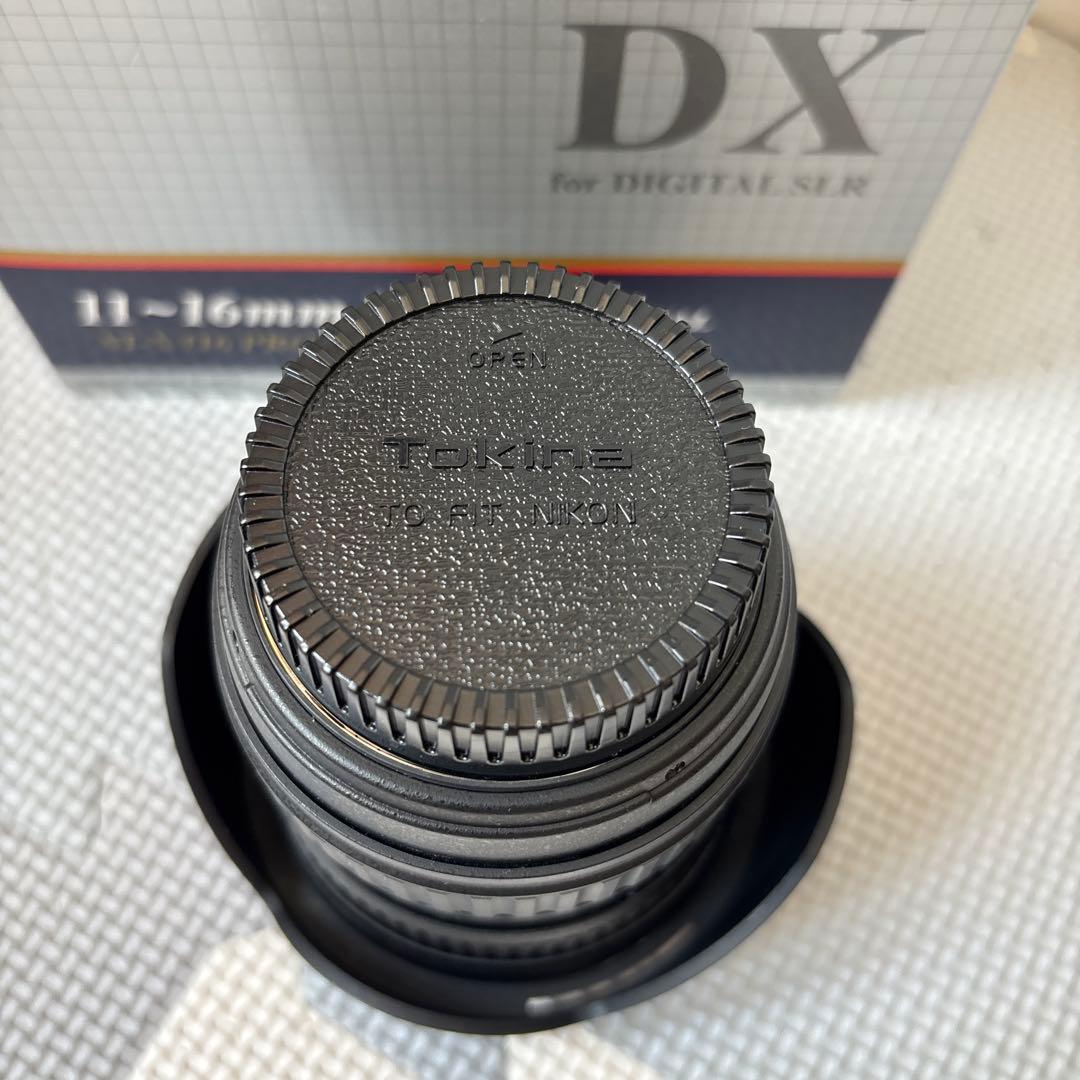 DX
for DIGITAL SLR
11~16mm
OPEN
Tokina
TO FIT NIKON